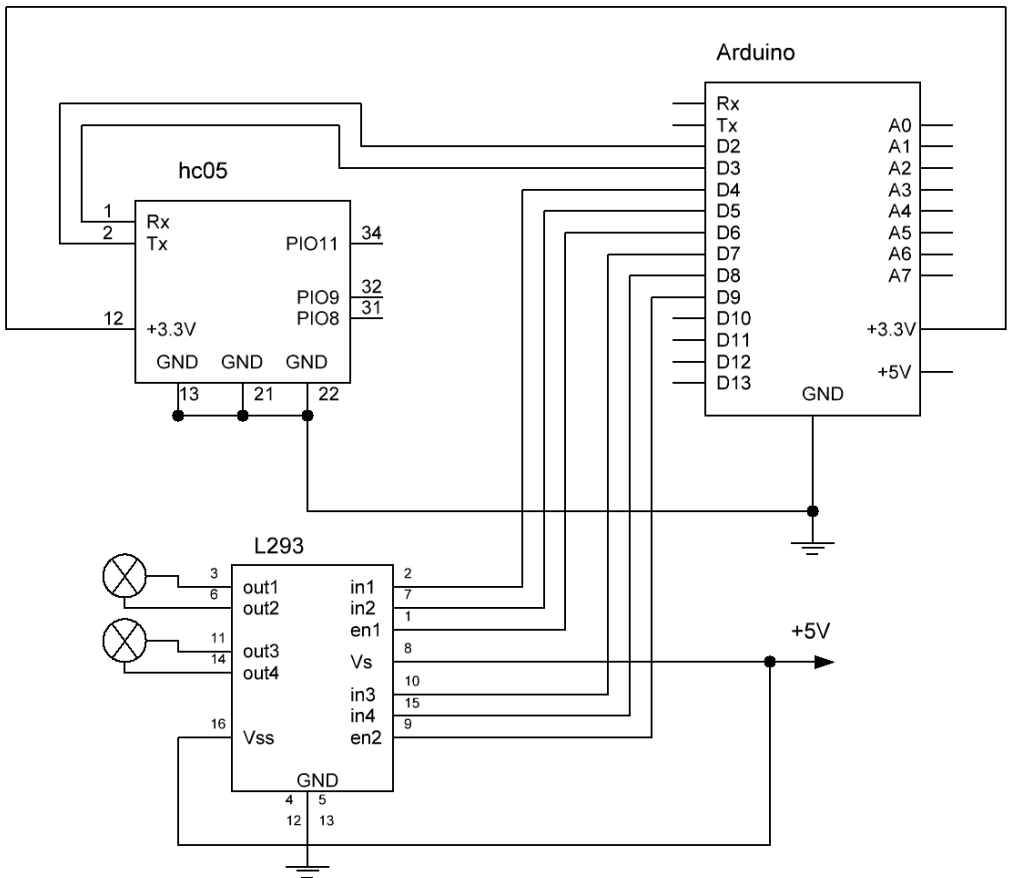 Arduino
Rx
Tx
D2
D3
D4
D5
D6
D7
D8
D9
D10
D11
D12
D13
A0
A1
A2
A3
A4
A5
A6
A7
+3.3V
+5V
GND
hc05
1
2
12
Rx
Tx
+3.3V
PIO11
PIO9
PIO8
34
32
31
GND GND GND
13 21 22
L293
3
6
11
14
16
out1
out2
out3
out4
Vss
in1
in2
en1
Vs
in3
in4
en2
2
7
1
8
10
15
9
GND
4 5
12 13
+5V